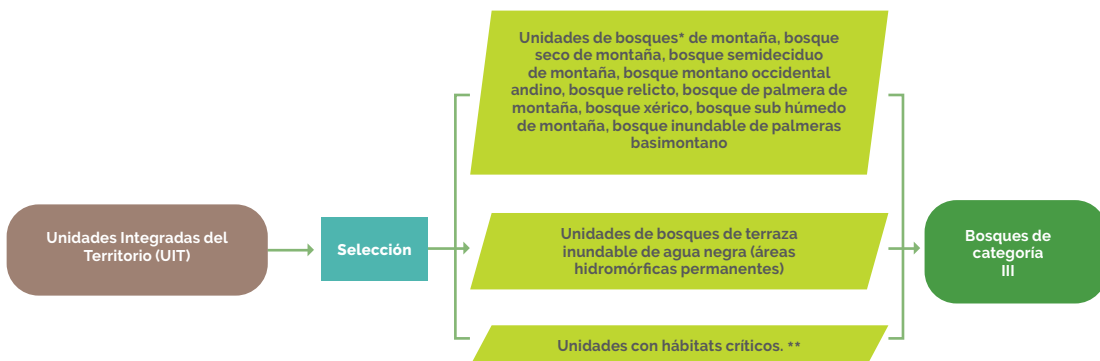 Unidades de bosques* de montaña, bosque
seco de montaña, bosque semideciduo
de montaña, bosque montano occidental
andino, bosque relicto, bosque de palmera de
montaña, bosque xérico, bosque sub húmedo
de montaña, bosque inundable de palmeras
basimontano
Unidades Integradas del
Territorio (UIT)
Selección
Unidades de bosques de terraza
inundable de agua negra (áreas
hidromórficas permanentes)
Bosques de
categoría
III
Unidades con hábitats críticos. **